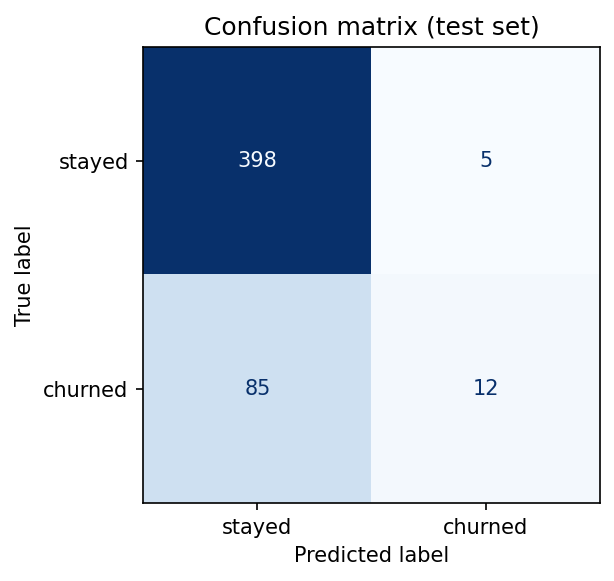 Confusion matrix (test set)
True label
stayed
398
5
churned
85
12
stayed
churned
Predicted label